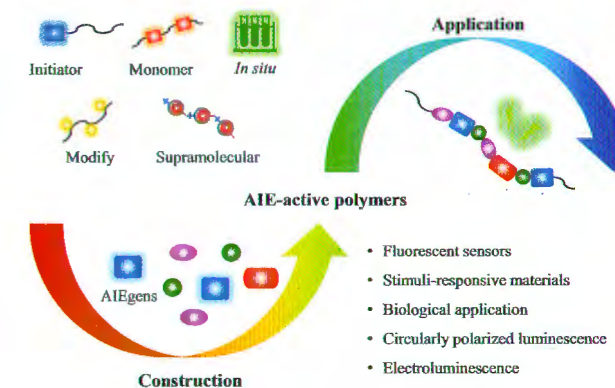 Application
Initiator
Monomer
In situ
Modify
Supramolecular
AIE-active polymers
AIEgens
Construction
• Fluorescent sensors
• Stimuli-responsive materials
• Biological application
• Circularly polarized luminescence
• Electroluminescence